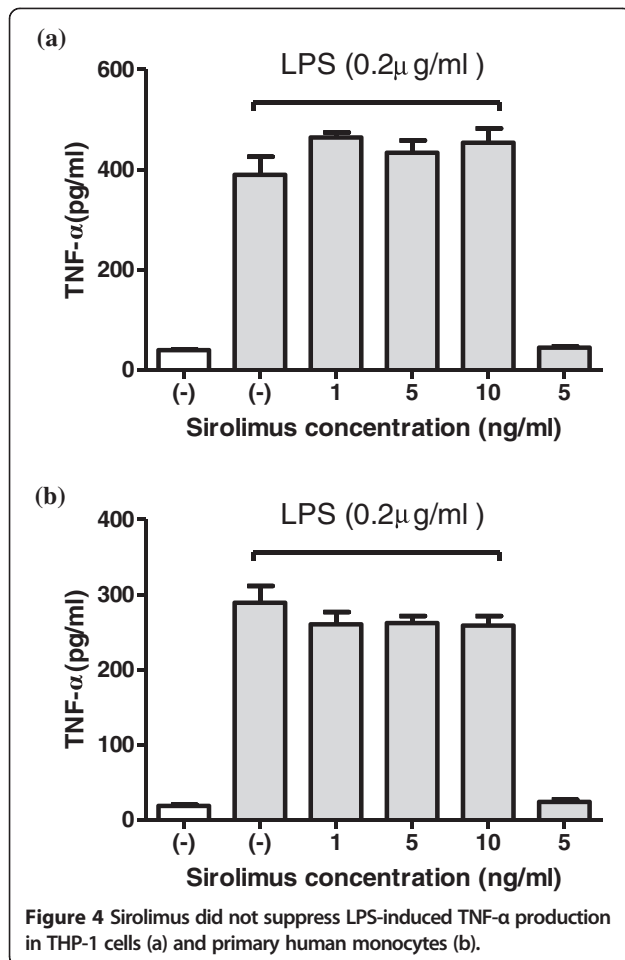 (a)
LPS (0.2μ g/ml )
600
400
200
0
TNF-α(pg/ml)
(-) (-) 1 5 10 5
Sirolimus concentration (ng/ml)
(b)
LPS (0.2μ g/ml )
400
300
200
100
0
TNF-α(pg/ml)
(-) (-) 1 5 10 5
Sirolimus concentration (ng/ml)
Figure 4 Sirolimus did not suppress LPS-induced TNF-α production
in THP-1 cells (a) and primary human monocytes (b).